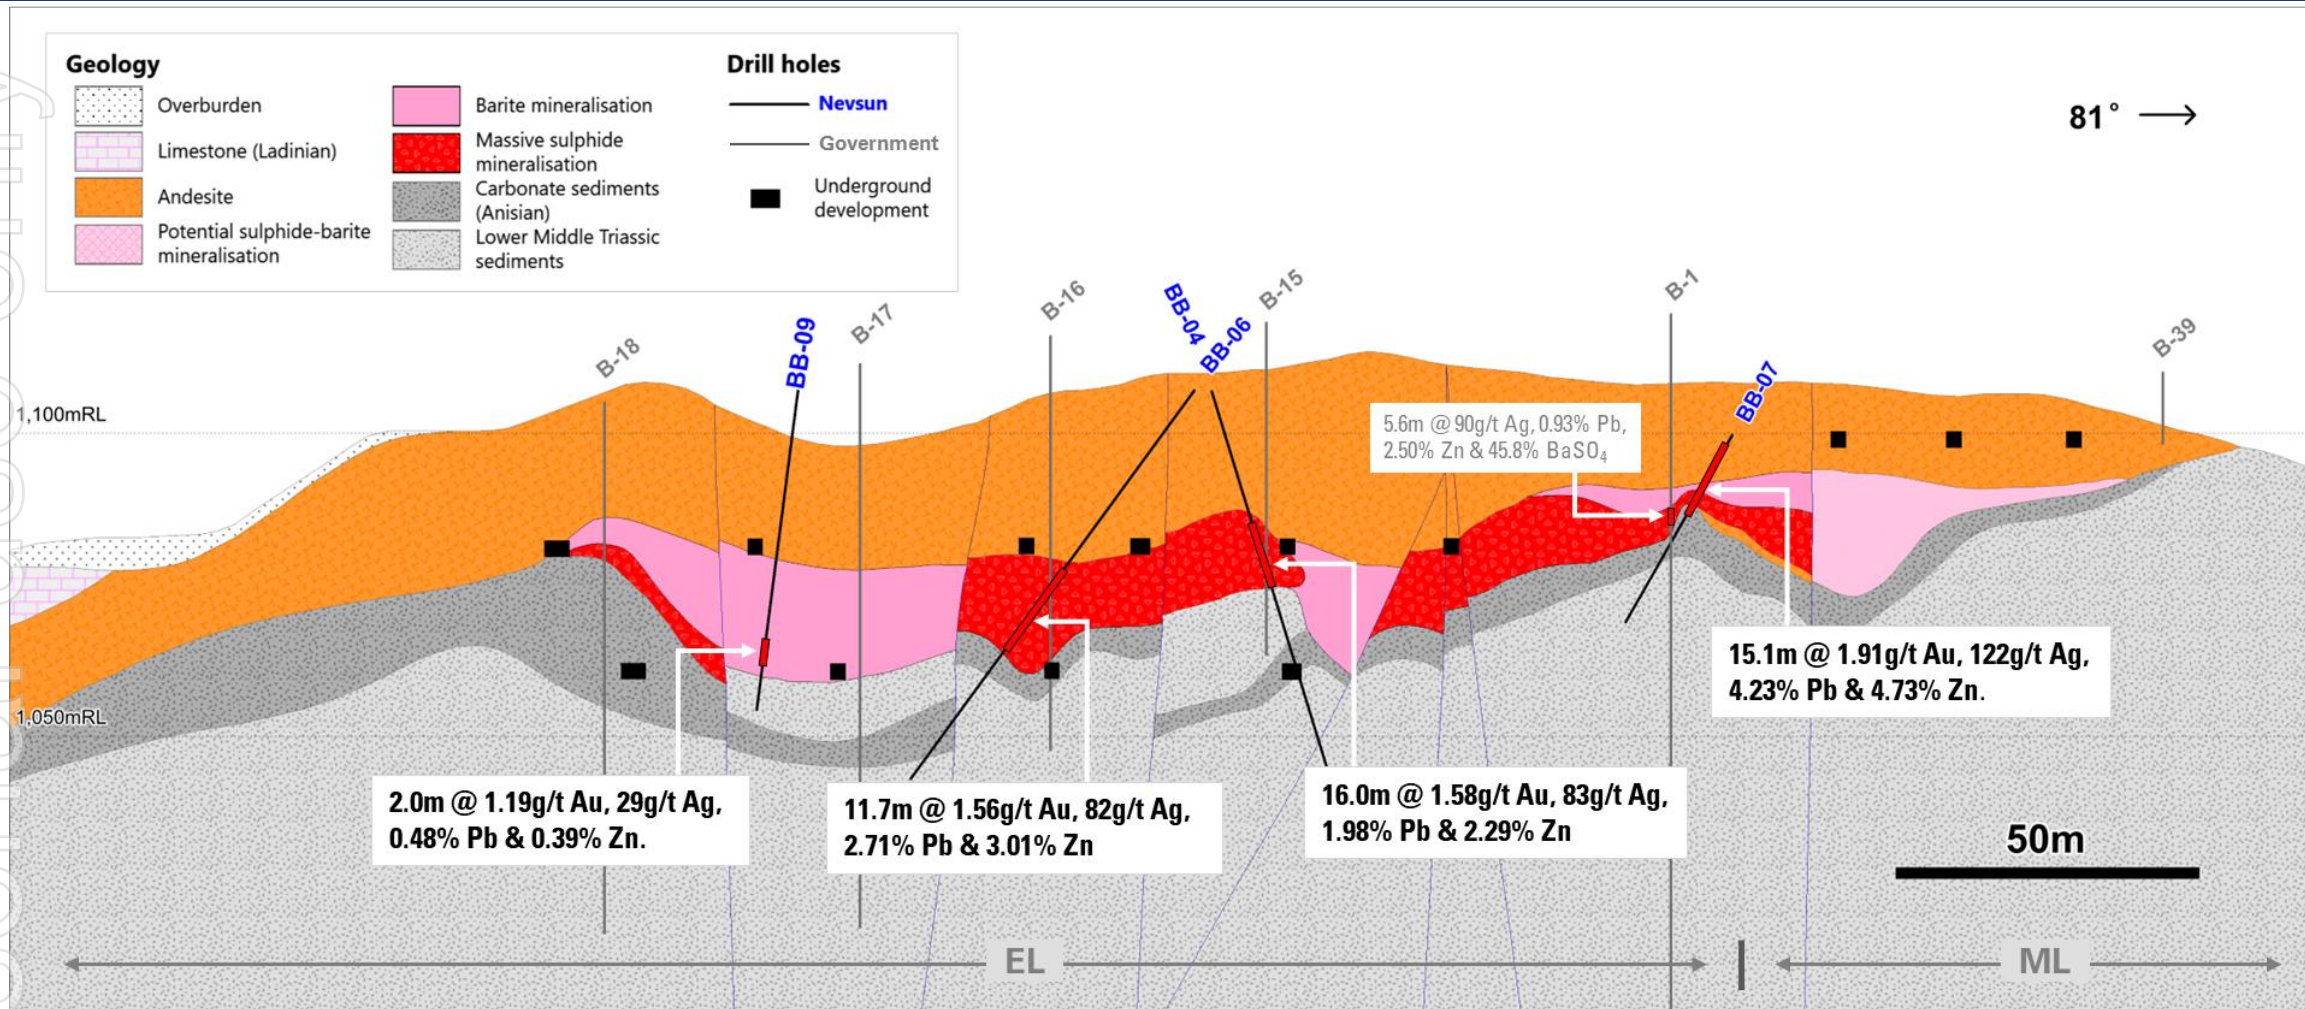 Geology
Overburden
Limestone (Ladinian)
Andesite
Potential sulphide-barite
mineralisation
Barite mineralisation
Massive sulphide
mineralisation
Carbonate sediments
(Anisian)
Lower Middle Triassic
sediments
Drill holes
Nevsun
Government
Underground
development
81° 
B-18
BB-09
B-17
B-16
BB-04
BB-06
B-15
B-1
BB-07
B-39
1,100mRL
5.6m @ 90g/t Ag, 0.93% Pb,
2.50% Zn & 45.8% BaSO₄
1,050mRL
15.1m @ 1.91g/t Au, 122g/t Ag,
4.23% Pb & 4.73% Zn.
2.0m @ 1.19g/t Au, 29g/t Ag,
0.48% Pb & 0.39% Zn.
11.7m @ 1.56g/t Au, 82g/t Ag,
2.71% Pb & 3.01% Zn
16.0m @ 1.58g/t Au, 83g/t Ag,
1.98% Pb & 2.29% Zn
50m
EL
ML